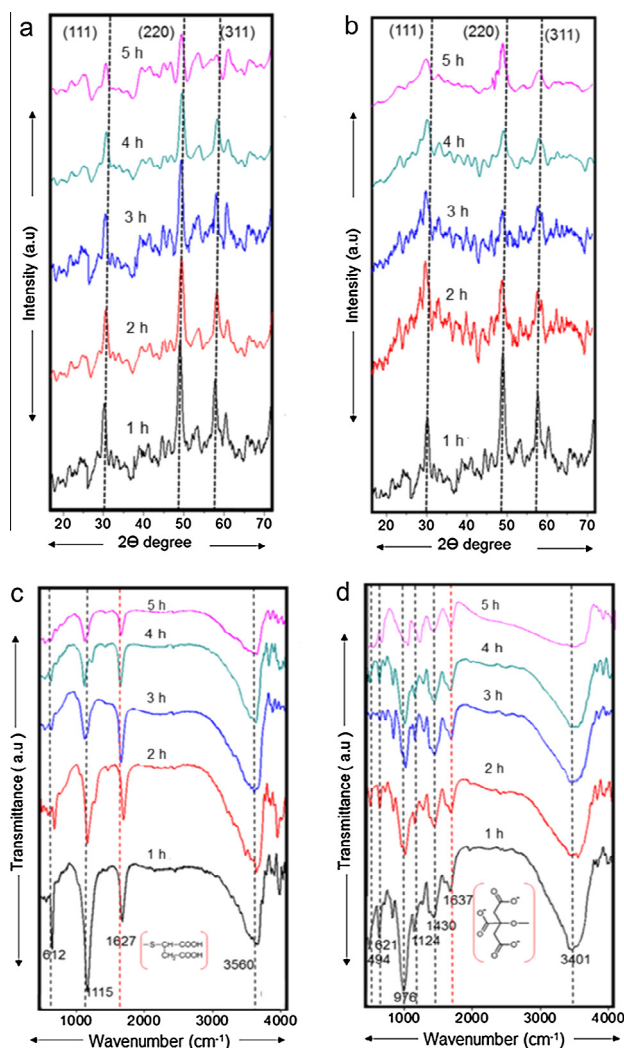 a
(111) (220) (311)
5 h
4 h
3 h
2 h
1 h
Intensity (a.u)
20 30 40 50 60 70
2Θ degree
b
(111) (220) (311)
5 h
4 h
3 h
2 h
1 h
Intensity (a.u)
20 30 40 50 60 70
2Θ degree
c
5 h
4 h
3 h
2 h
1 h
612
1115
1627
3560
S COOH
CH₂ COOH
Transmittance ( a.u )
1000 2000 3000 4000
Wavenumber (cm⁻¹)
d
5 h
4 h
3 h
2 h
1 h
494
621
976
1124
1430
1637
3401
O O⁻
O⁻ O
O O⁻
Transmittance ( a.u )
1000 2000 3000 4000
Wavenumber (cm⁻¹)